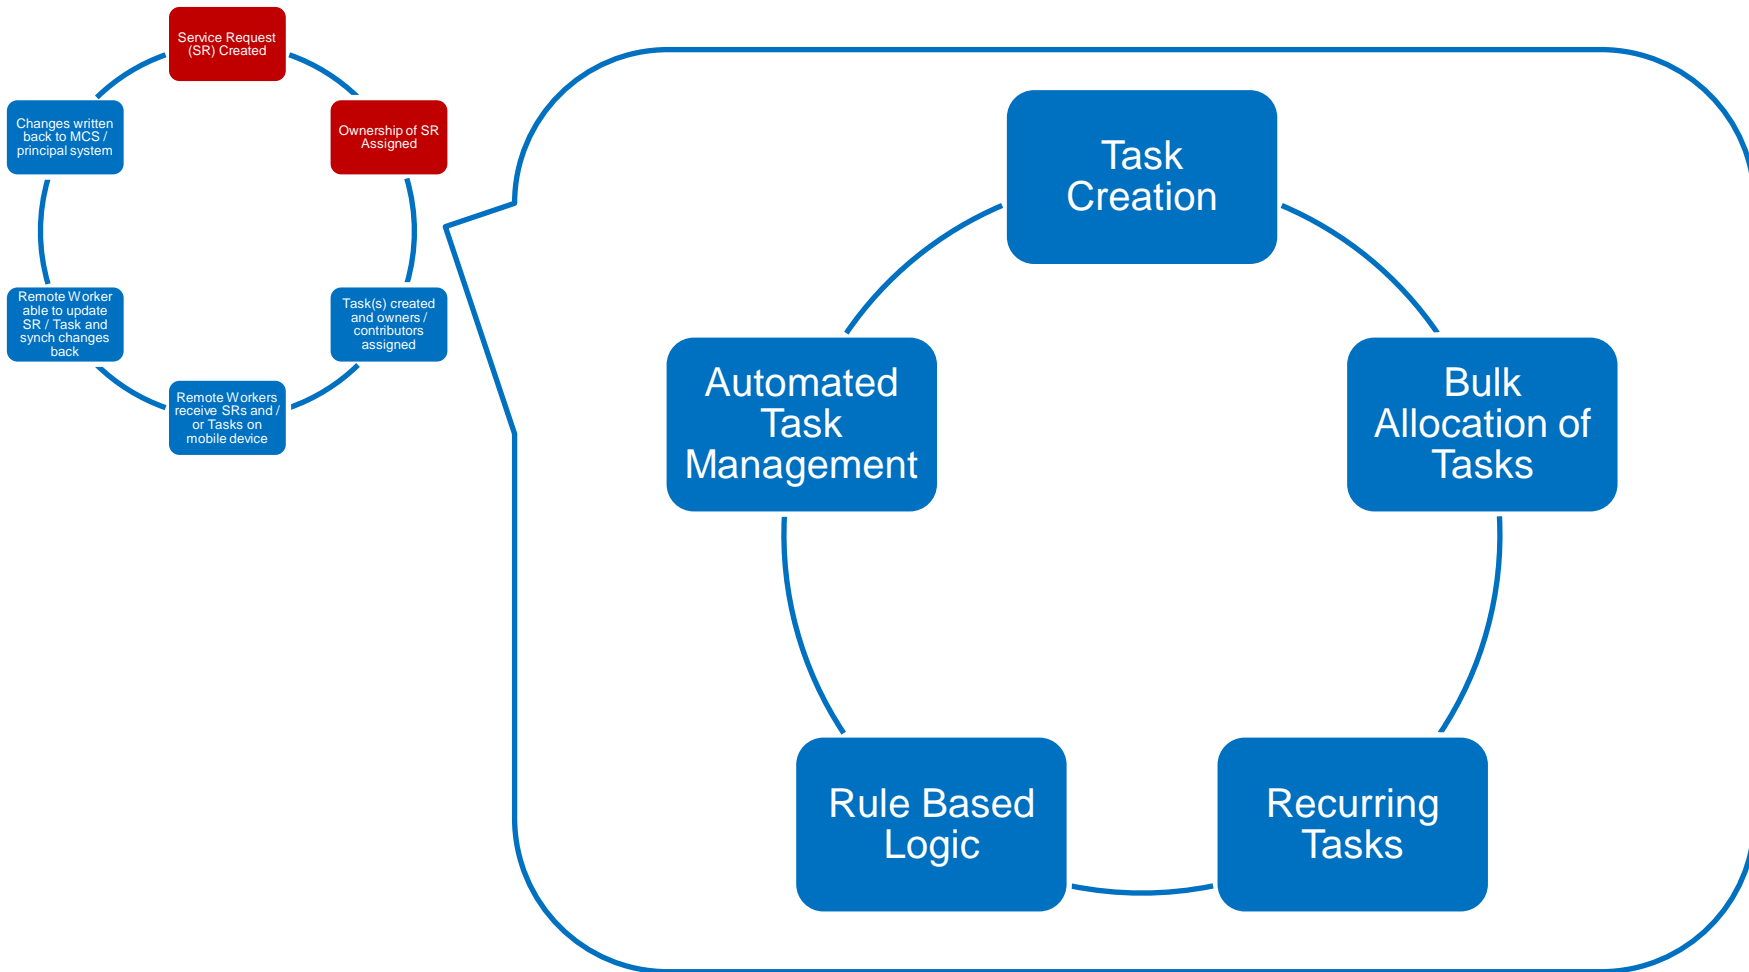 Service Request
(SR) Created
Ownership of SR
Assigned
Task(s) created
and owners /
contributors
assigned
Remote Workers
receive SRs and /
or Tasks on
mobile device
Remote Worker
able to update
SR / Task and
synch changes
back
Changes written
back to MCS /
principal system
Task
Creation
Bulk
Allocation of
Tasks
Recurring
Tasks
Rule Based
Logic
Automated
Task
Management